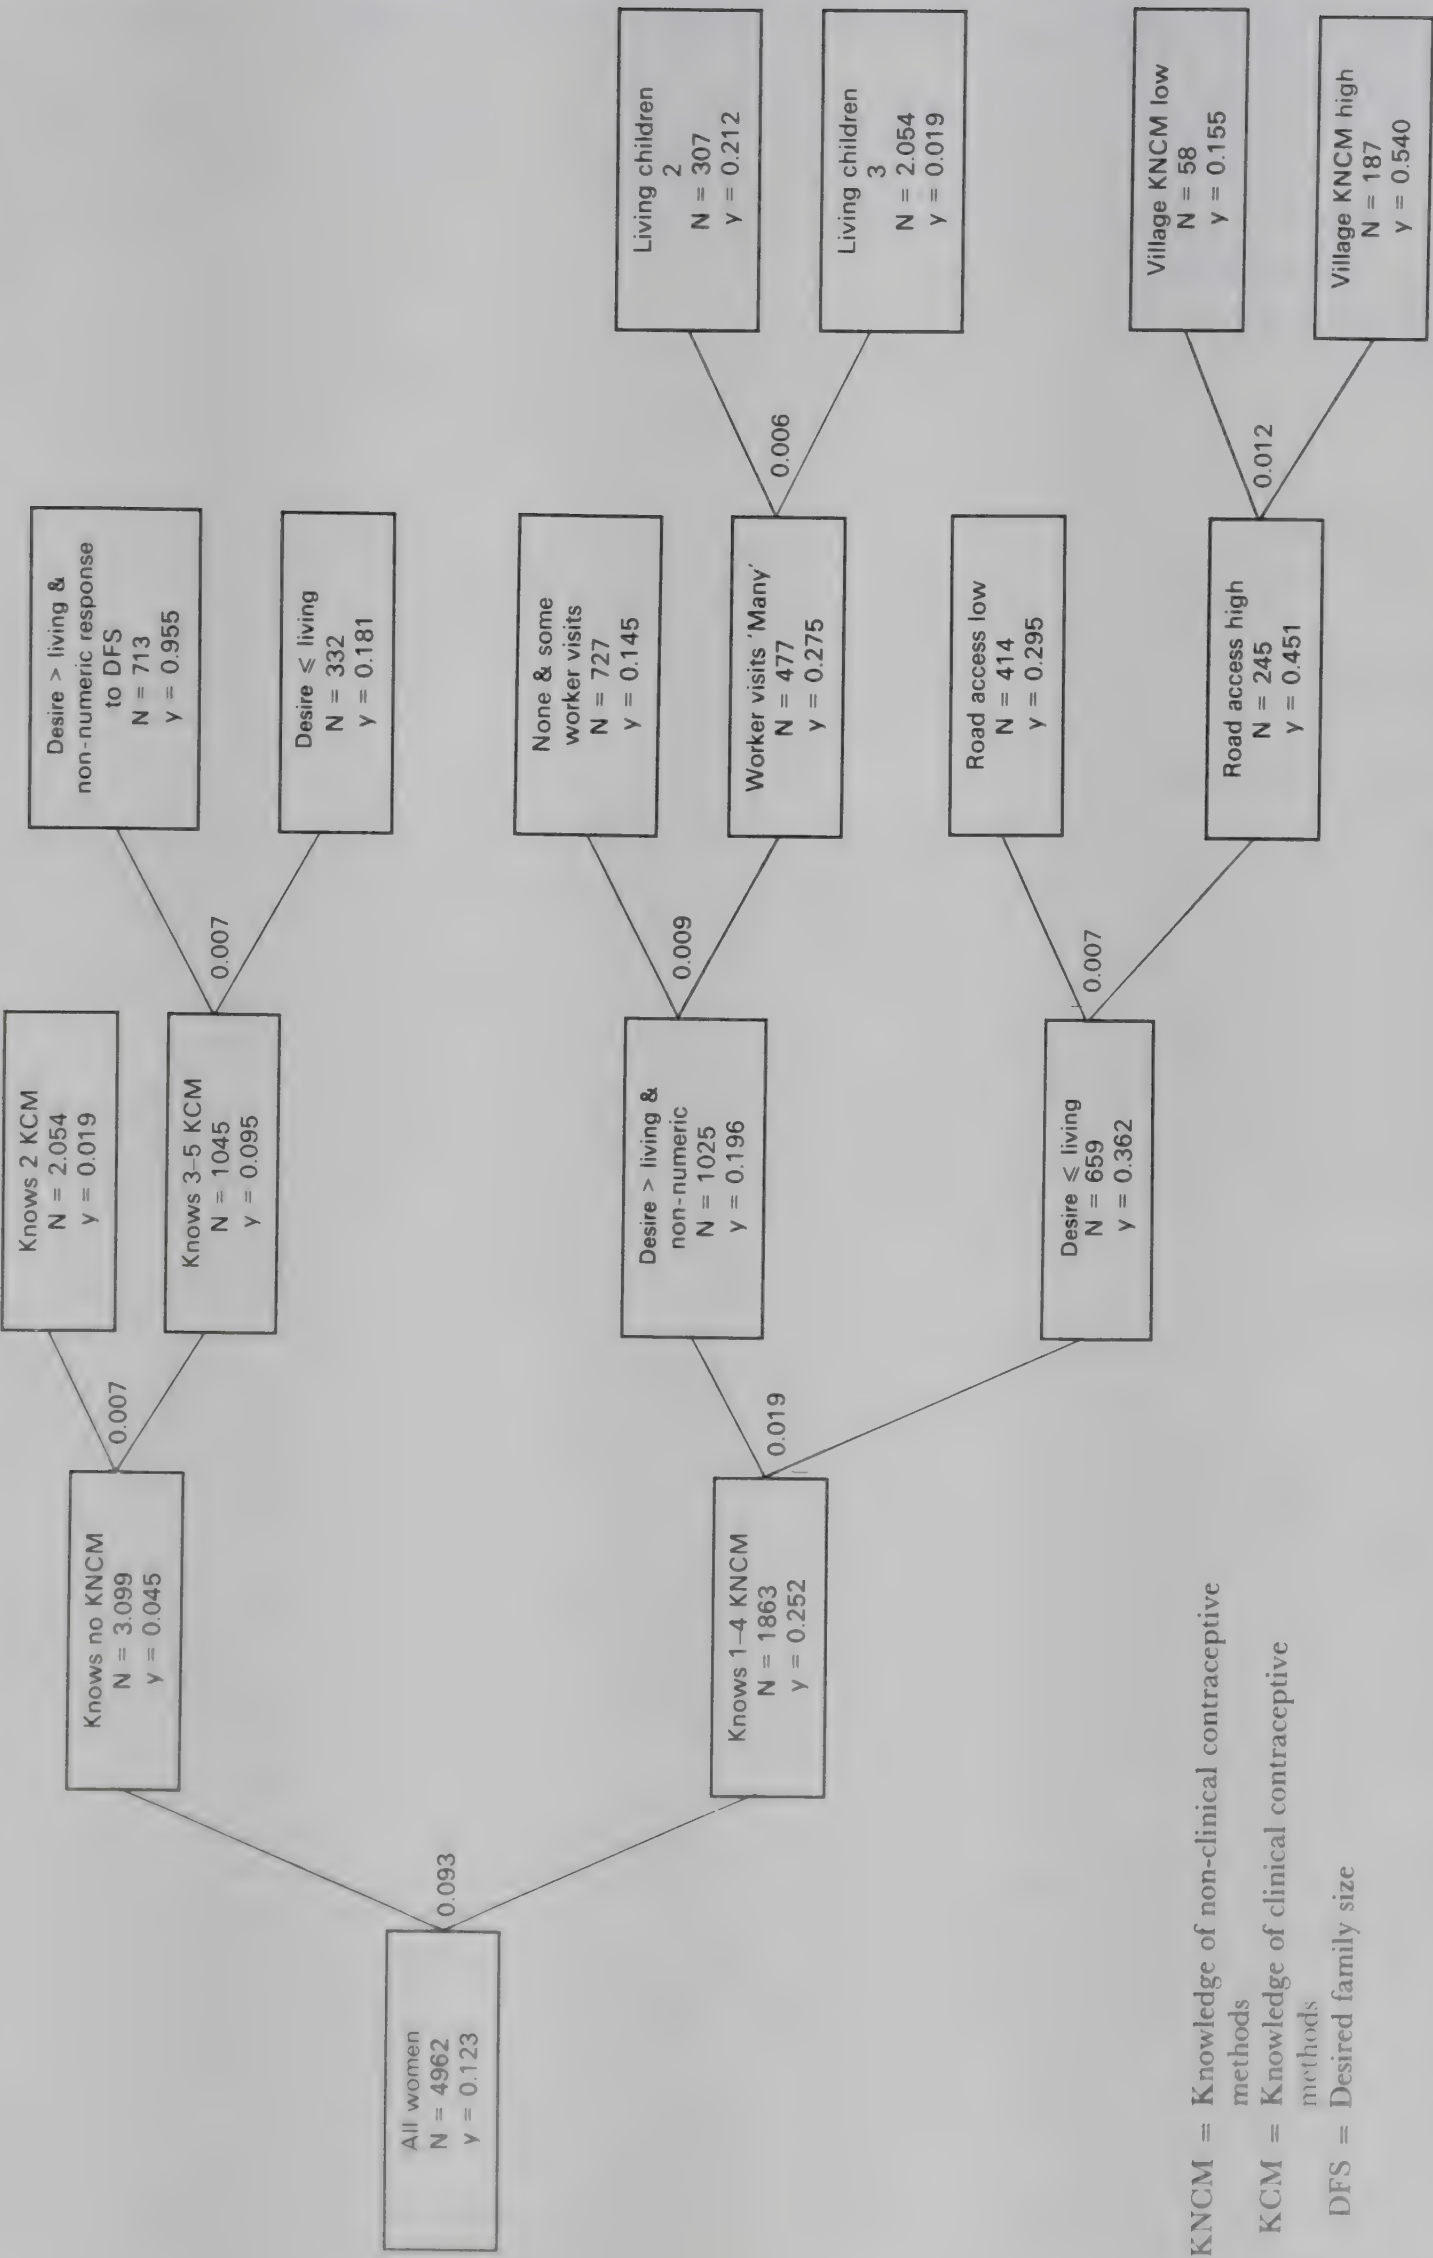 All women
N = 4962
y = 0.123
0.093
Knows no KNCM
N = 3.099
y = 0.045
0.007
Knows 2 KCM
N = 2.054
y = 0.019
Knows 3–5 KCM
N = 1045
y = 0.095
0.007
Desire > living &
non-numeric response
to DFS
N = 713
y = 0.955
Desire ⩽ living
N = 332
y = 0.181
Knows 1–4 KNCM
N = 1863
y = 0.252
0.019
Desire > living &
non-numeric
N = 1025
y = 0.196
0.009
None & some
worker visits
N = 727
y = 0.145
Worker visits 'Many'
N = 477
y = 0.275
0.006
Living children
2
N = 307
y = 0.212
Living children
3
N = 2.054
y = 0.019
Desire ⩽ living
N = 659
y = 0.362
0.007
Road access low
N = 414
y = 0.295
Road access high
N = 245
y = 0.451
0.012
Village KNCM low
N = 58
y = 0.155
Village KNCM high
N = 187
y = 0.540
KNCM = Knowledge of non-clinical contraceptive
methods
KCM = Knowledge of clinical contraceptive
methods
DFS = Desired family size